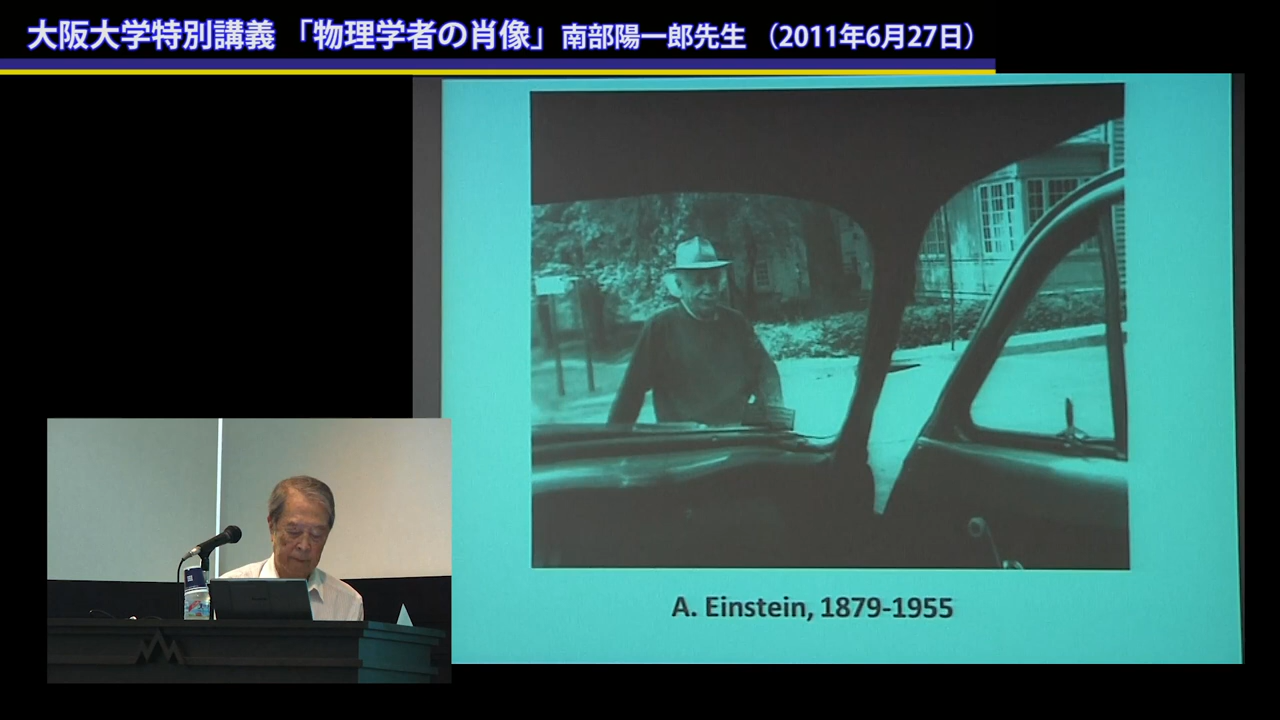 大阪大学特別講義 「物理学者の肖像」 南部陽一郎先生 （2011年6月27日）
A. Einstein, 1879-1955